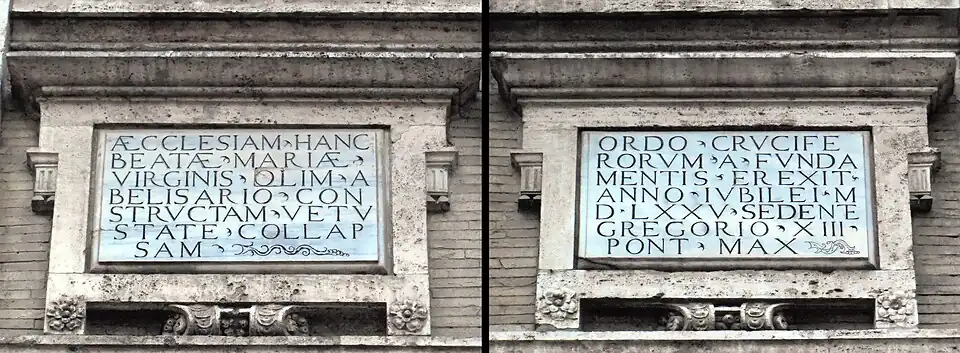 ÆCCLESIAM HANC
BEATÆ MARIÆ
VIRGINIS OLIM A
BELISARIO CON
STRVCTAM VETV
STATE COLLAP
SAM
ORDO CRVCIFE
RORVM A FVNDA
MENTIS EREXIT
ANNO IVBILEI M
D LXXV SEDENTE
GREGORIO XIII
PONT MAX